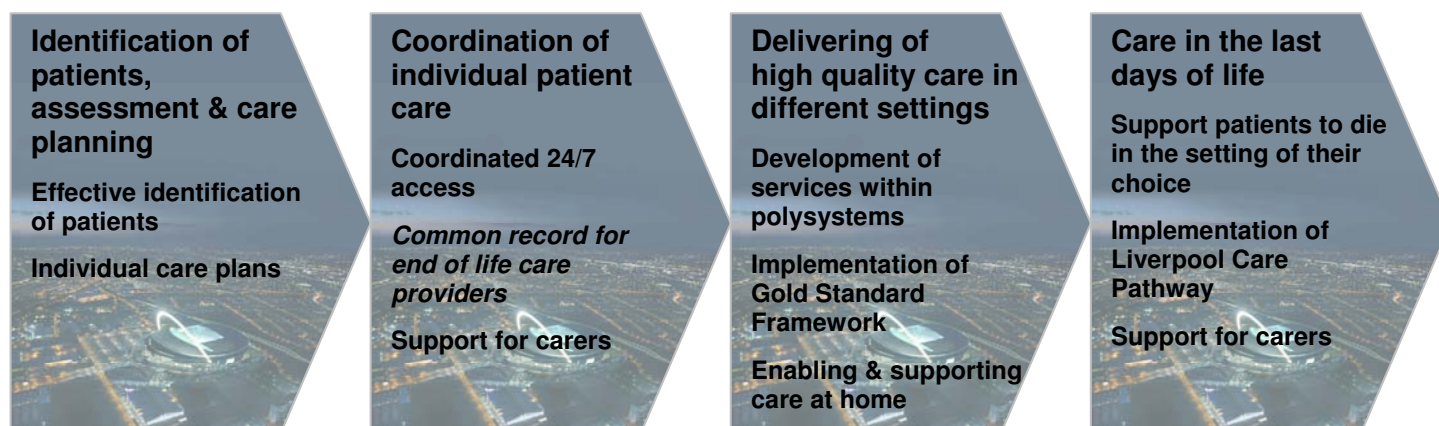 Identification of
patients,
assessment & care
planning
Effective identification
of patients
Individual care plans
Coordination of
individual patient
care
Coordinated 24/7
access
Common record for
end of life care
providers
Support for carers
Delivering of
high quality care in
different settings
Development of
services within
polysystems
Implementation of
Gold Standard
Framework
Enabling & supporting
care at home
Care in the last
days of life
Support patients to die
in the setting of their
choice
Implementation of
Liverpool Care
Pathway
Support for carers